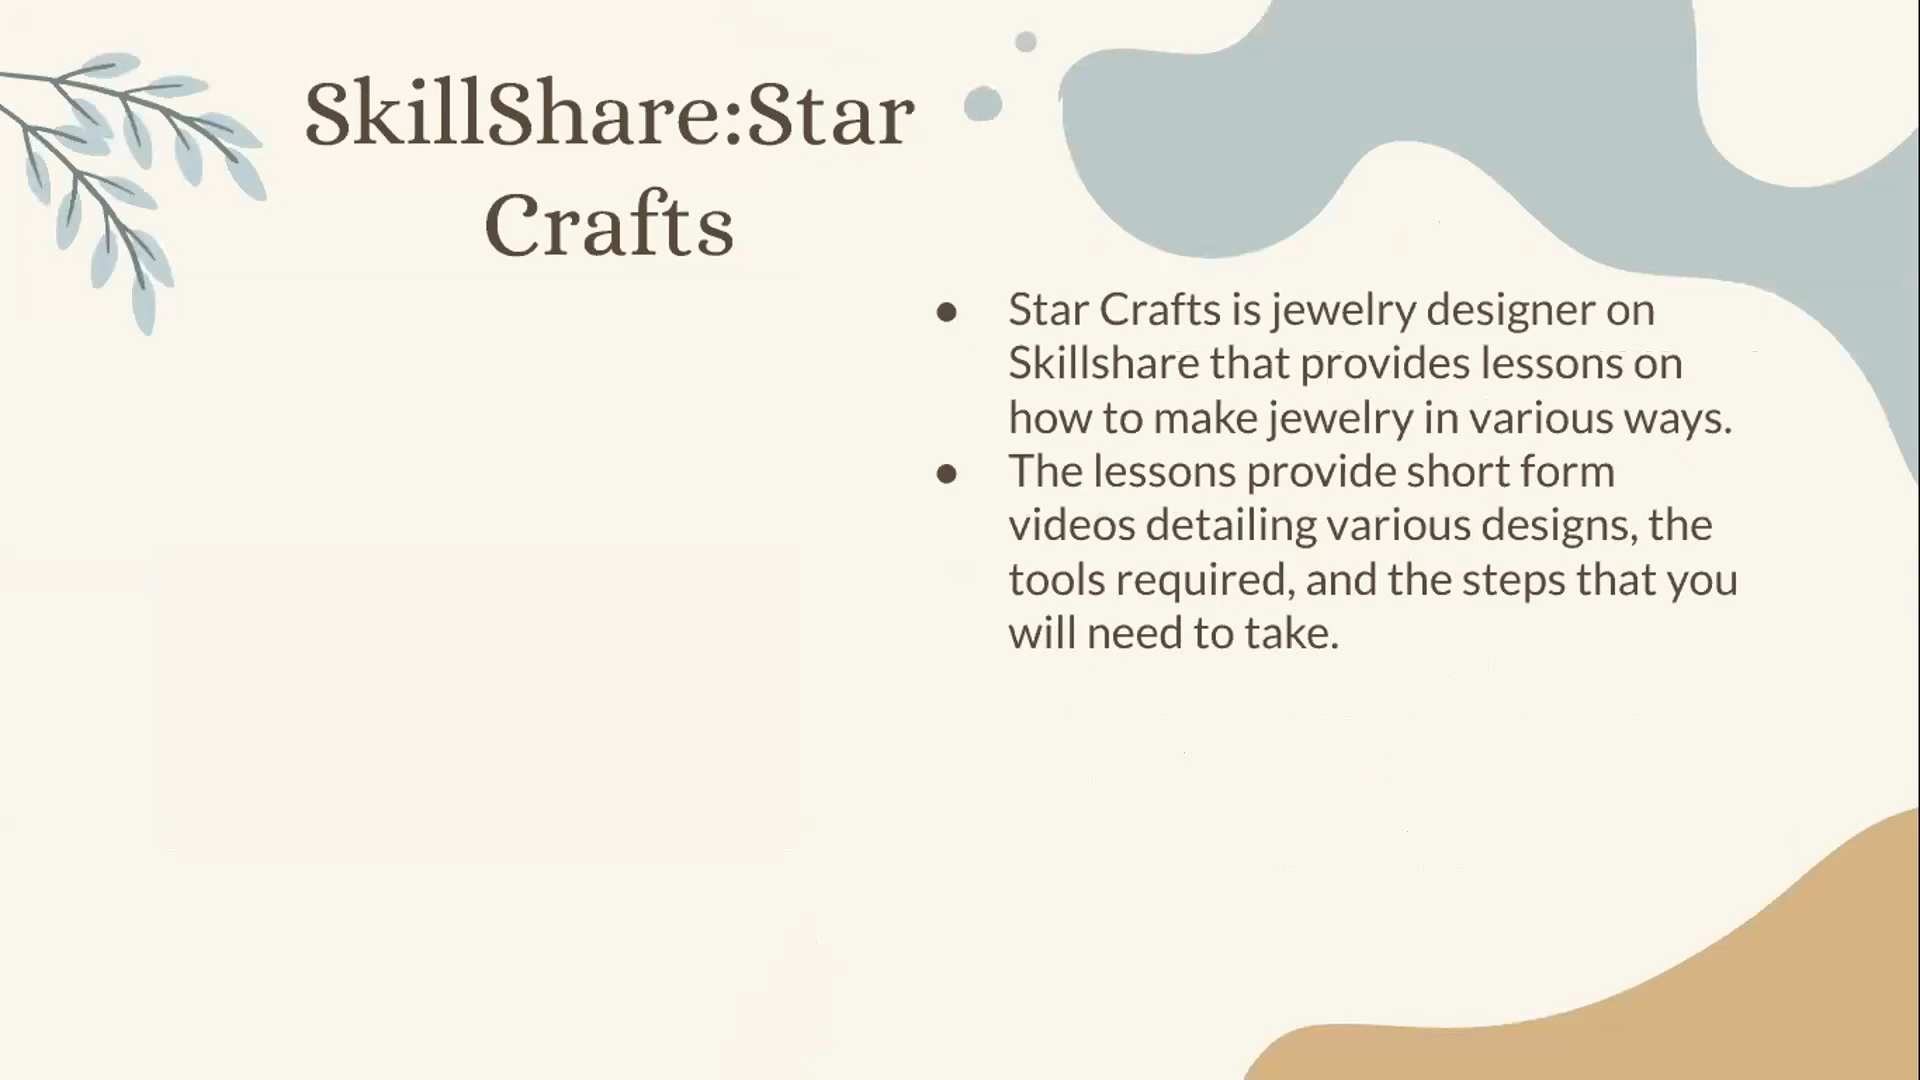 SkillShare:Star
Crafts
● Star Crafts is jewelry designer on
Skillshare that provides lessons on
how to make jewelry in various ways.
● The lessons provide short form
videos detailing various designs, the
tools required, and the steps that you
will need to take.